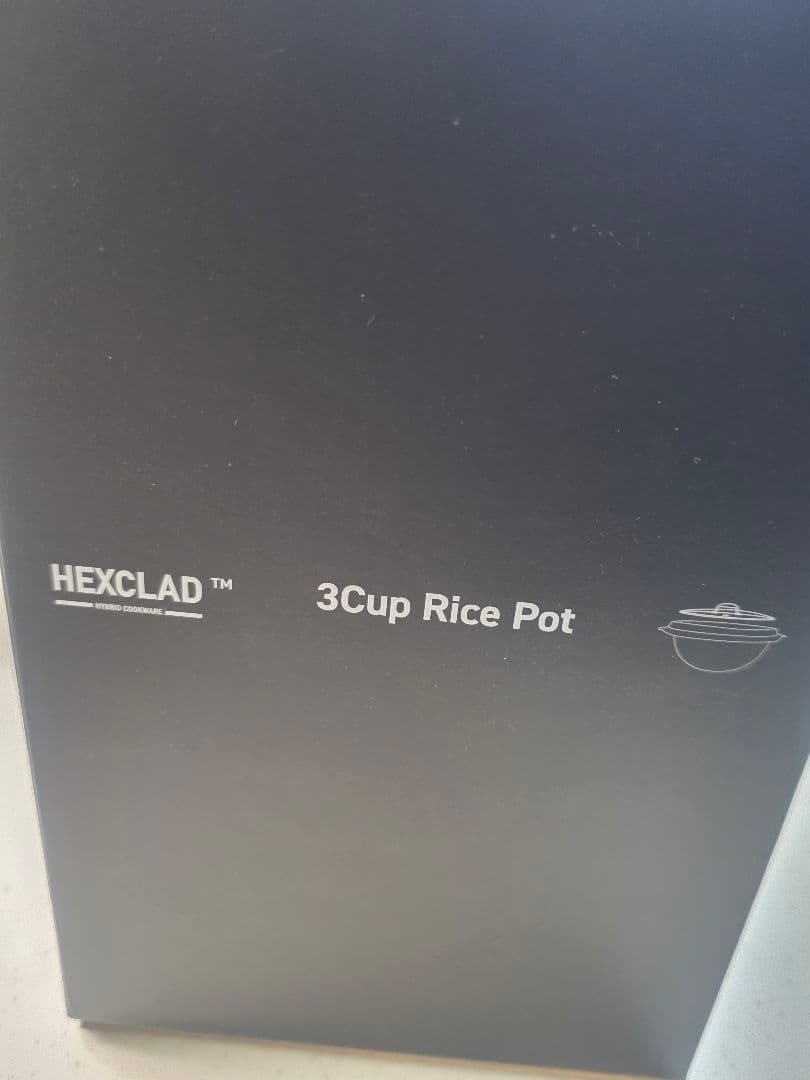 HEXCLAD™
HYBRID COOKWARE
3Cup Rice Pot